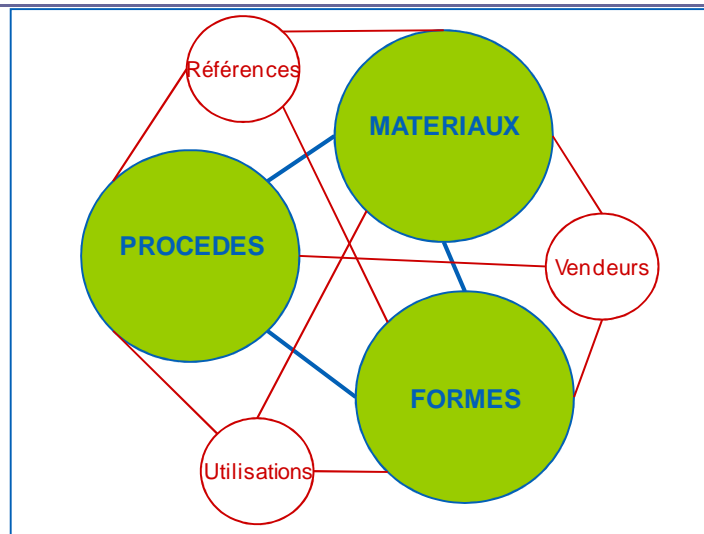 Références
MATERIAUX
PROCEDES
Vendeurs
FORMES
Utilisations